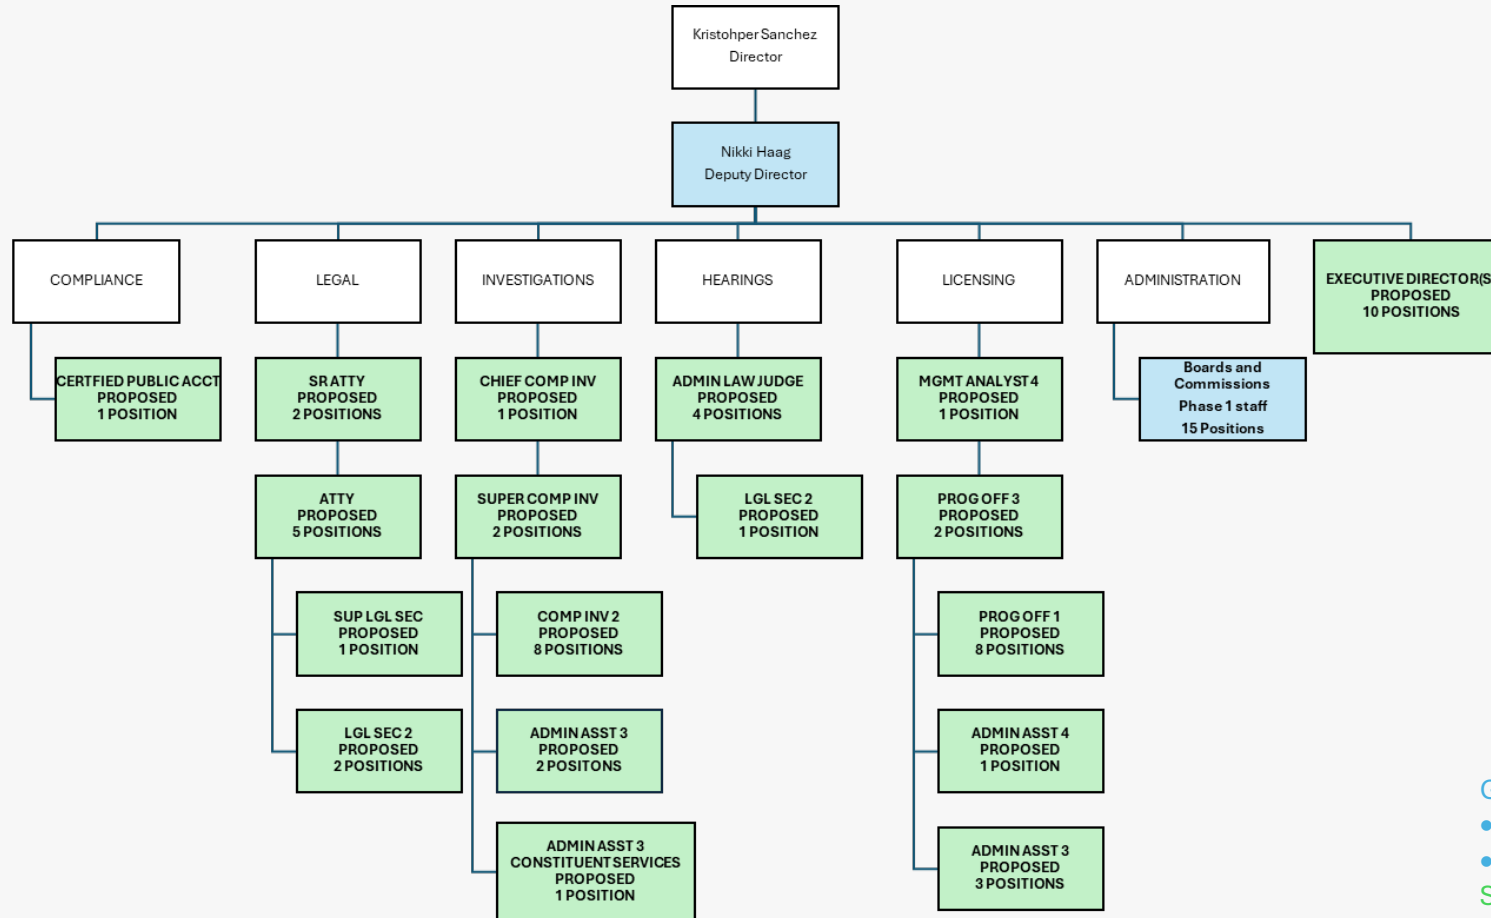 Kristohper Sanchez
Director
Nikki Haag
Deputy Director
COMPLIANCE
LEGAL
INVESTIGATIONS
HEARINGS
LICENSING
ADMINISTRATION
EXECUTIVE DIRECTOR(S
PROPOSED
10 POSITIONS
CERTFIED PUBLIC ACCT
PROPOSED
1 POSITION
SR ATTY
PROPOSED
2 POSITIONS
CHIEF COMP INV
PROPOSED
1 POSITION
ADMIN LAW JUDGE
PROPOSED
4 POSITIONS
MGMT ANALYST 4
PROPOSED
1 POSITION
Boards and
Commissions
Phase 1 staff
15 Positions
ATTY
PROPOSED
5 POSITIONS
SUPER COMP INV
PROPOSED
2 POSITIONS
LGL SEC 2
PROPOSED
1 POSITION
PROG OFF 3
PROPOSED
2 POSITIONS
SUP LGL SEC
PROPOSED
1 POSITION
COMP INV 2
PROPOSED
8 POSITIONS
PROG OFF 1
PROPOSED
8 POSITIONS
LGL SEC 2
PROPOSED
2 POSITIONS
ADMIN ASST 3
PROPOSED
2 POSITONS
ADMIN ASST 4
PROPOSED
1 POSITION
ADMIN ASST 3
CONSTITUENT SERVICES
PROPOSED
1 POSITION
ADMIN ASST 3
PROPOSED
3 POSITIONS